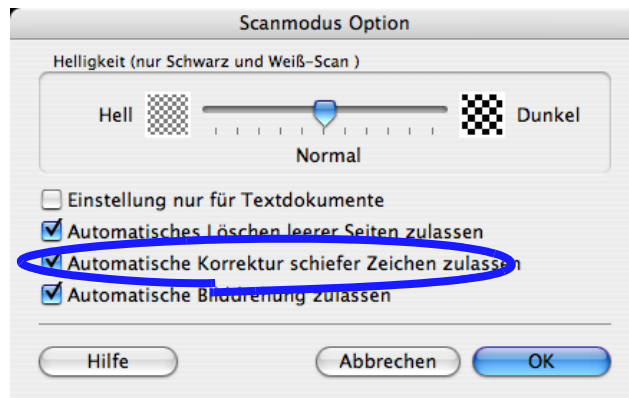 Scanmodus Option
Helligkeit (nur Schwarz und Weiß-Scan )
Hell Dunkel
Normal
Einstellung nur für Textdokumente
Automatisches Löschen leerer Seiten zulassen
Automatische Korrektur schiefer Zeichen zulassen
Automatische Bilddrehung zulassen
Hilfe Abbrechen OK